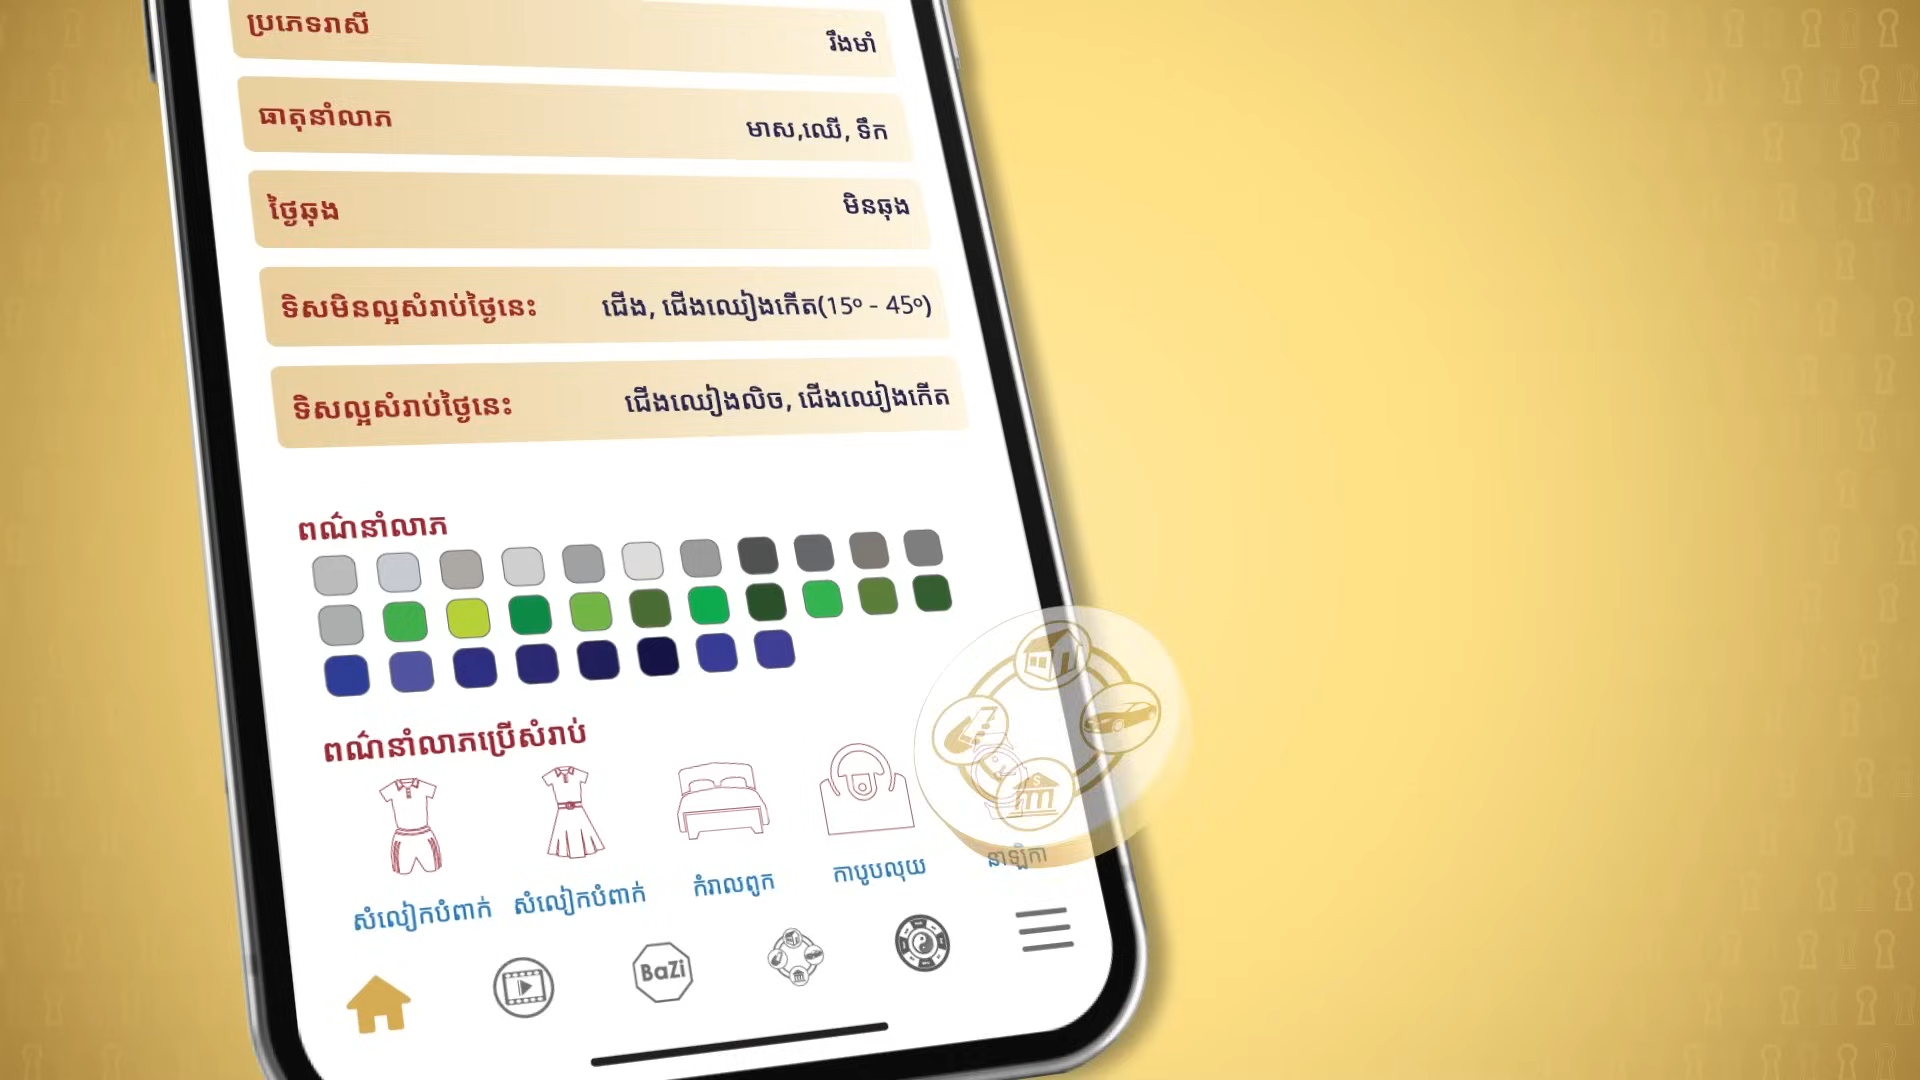 ប្រភេទរាសី
រឹងមាំ
ធាតុនាំលាភ
មាស,ឈើ, ទឹក
ថ្ងៃឆុង
មិនឆុង
ទិសមិនល្អសំរាប់ថ្ងៃនេះ
ជើង, ជើងឈៀងកើត(15º - 45º)
ទិសល្អសំរាប់ថ្ងៃនេះ
ជើងឈៀងលិច, ជើងឈៀងកើត
ពណ៌នាំលាភ
ពណ៌នាំលាភប្រើសំរាប់
សំលៀកបំពាក់
សំលៀកបំពាក់
កំរាលពូក
កាបូបលុយ
នាឡិកា
BaZi